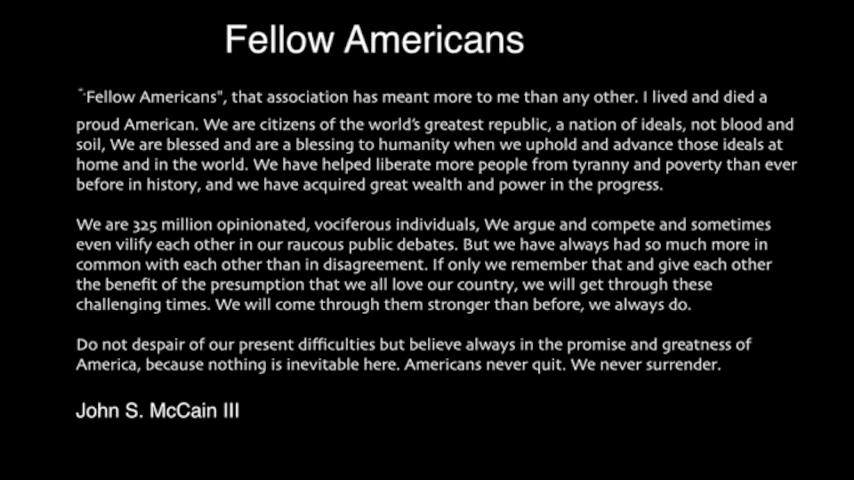 Fellow Americans
"'Fellow Americans", that association has meant more to me than any other. I lived and died a
proud American. We are citizens of the world's greatest republic, a nation of ideals, not blood and
soil, We are blessed and are a blessing to humanity when we uphold and advance those ideals at
home and in the world. We have helped liberate more people from tyranny and poverty than ever
before in history, and we have acquired great wealth and power in the progress.
We are 325 million opinionated, vociferous individuals, We argue and compete and sometimes
even vilify each other in our raucous public debates. But we have always had so much more in
common with each other than in disagreement. If only we remember that and give each other
the benefit of the presumption that we all love our country, we will get through these
challenging times. We will come through them stronger than before, we always do.
Do not despair of our present difficulties but believe always in the promise and greatness of
America, because nothing is inevitable here. Americans never quit. We never surrender.
John S. McCain III